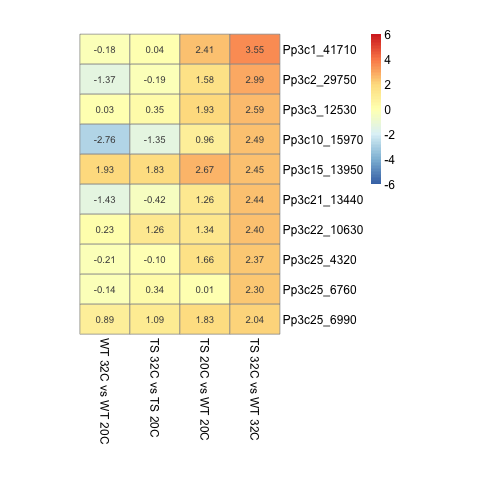 -0.18 0.04 2.41 3.55 Pp3c1_41710
-1.37 -0.19 1.58 2.99 Pp3c2_29750
0.03 0.35 1.93 2.59 Pp3c3_12530
-2.76 -1.35 0.96 2.49 Pp3c10_15970
1.93 1.83 2.67 2.45 Pp3c15_13950
-1.43 -0.42 1.26 2.44 Pp3c21_13440
0.23 1.26 1.34 2.40 Pp3c22_10630
-0.21 -0.10 1.66 2.37 Pp3c25_4320
-0.14 0.34 0.01 2.30 Pp3c25_6760
0.89 1.09 1.83 2.04 Pp3c25_6990
WT 32C vs WT 20C
TS 32C vs TS 20C
TS 20C vs WT 20C
TS 32C vs WT 32C
6
4
2
0
-2
-4
-6